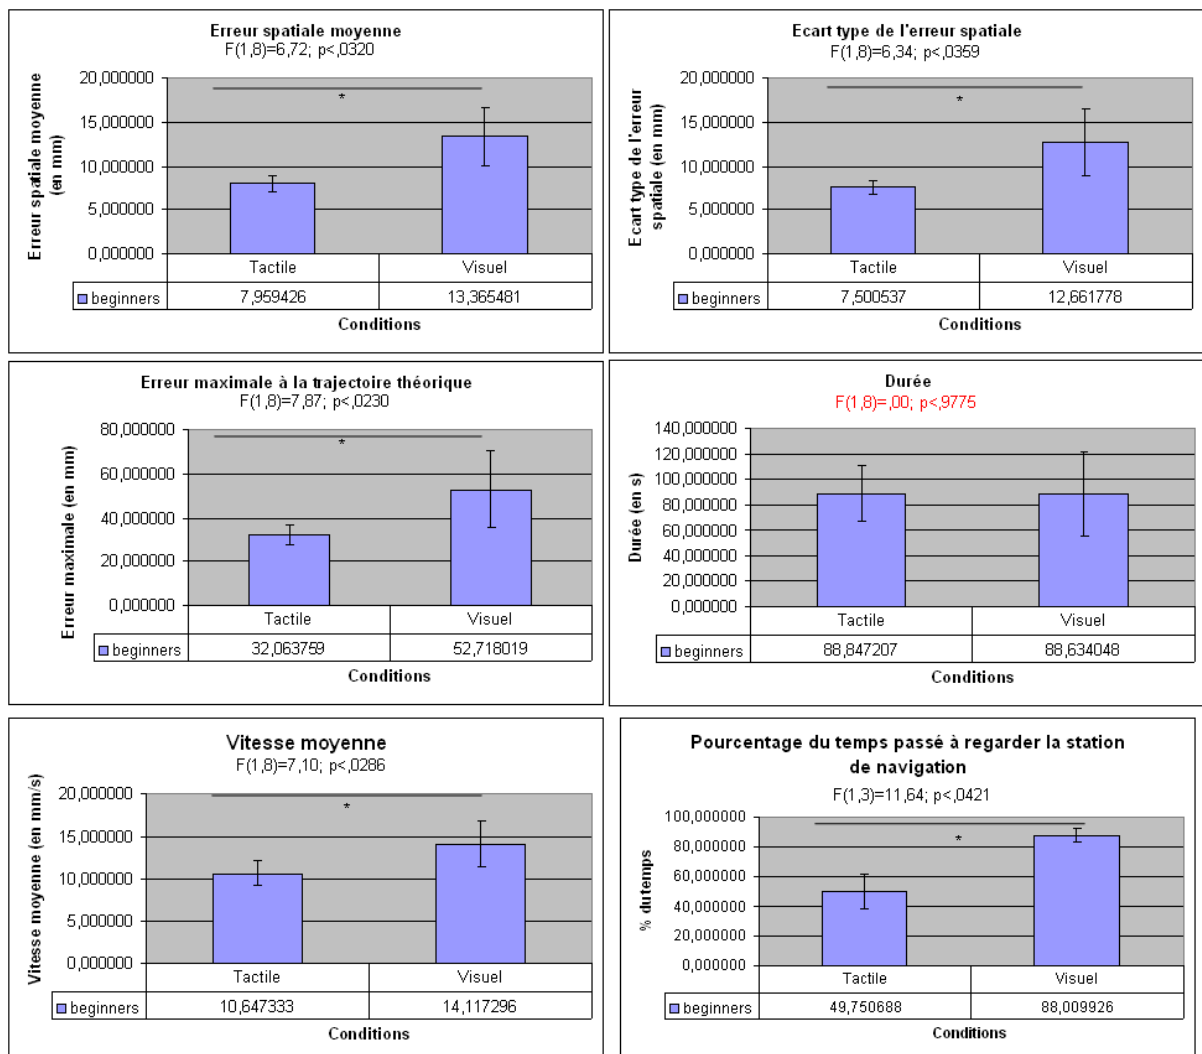 Erreur spatiale moyenne
F(1,8)=6,72; p<,0320
Erreur spatiale moyenne
(en mm)
20,000000
15,000000
10,000000
5,000000
0,000000
*
Tactile Visuel
beginners 7,959426 13,365481
Conditions
Ecart type de l'erreur spatiale
F(1,8)=6,34; p<,0359
Ecart type de l'erreur
spatiale (en mm)
20,000000
15,000000
10,000000
5,000000
0,000000
*
Tactile Visuel
beginners 7,500537 12,661778
Conditions
Erreur maximale à la trajectoire théorique
F(1,8)=7,87; p<,0230
Erreur maximale (en mm)
80,000000
60,000000
40,000000
20,000000
0,000000
*
Tactile Visuel
beginners 32,063759 52,718019
Conditions
Durée
F(1,8)=,00; p<,9775
Durée (en s)
140,000000
120,000000
100,000000
80,000000
60,000000
40,000000
20,000000
0,000000
Tactile Visuel
beginners 88,847207 88,634048
Conditions
Vitesse moyenne
F(1,8)=7,10; p<,0286
Vitesse moyenne (en mm/s)
20,000000
15,000000
10,000000
5,000000
0,000000
*
Tactile Visuel
beginners 10,647333 14,117296
Conditions
Pourcentage du temps passé à regarder la station
de navigation
F(1,3)=11,64; p<,0421
% du temps
100,000000
80,000000
60,000000
40,000000
20,000000
0,000000
*
Tactile Visuel
beginners 49,750688 88,009926
Conditions